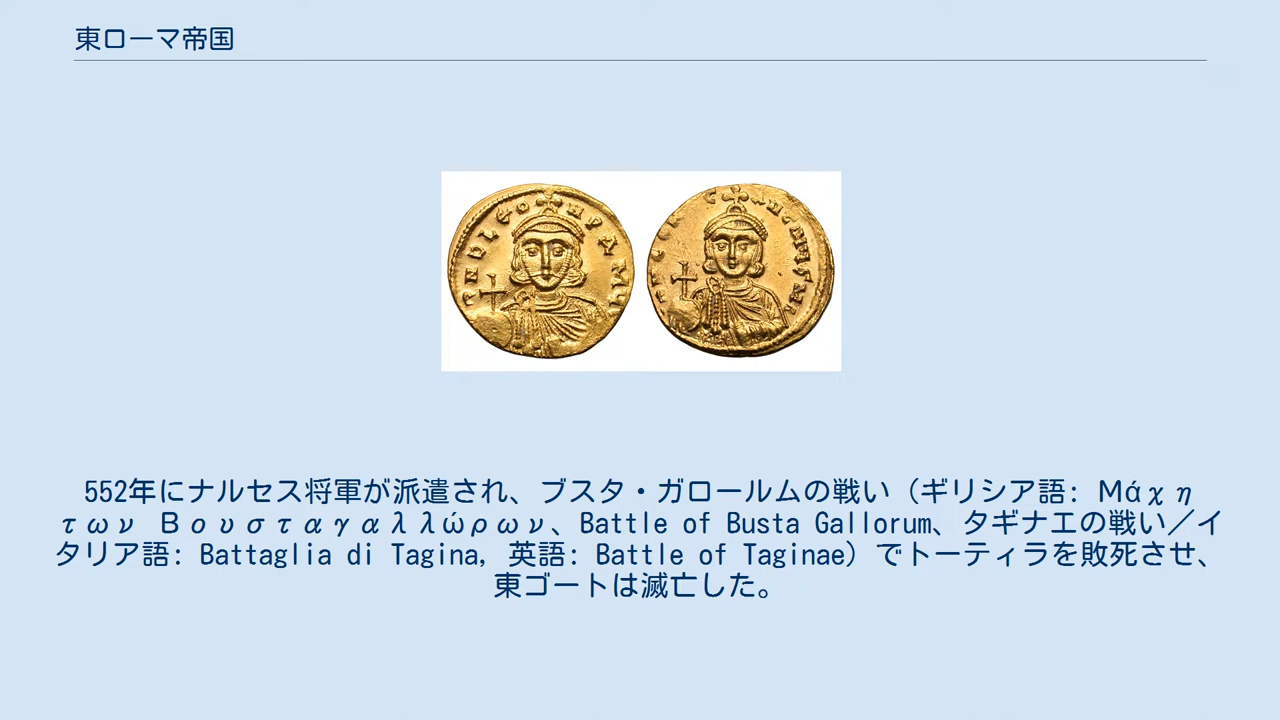 東ローマ帝国
552年にナルセス将軍が派遣され、ブスタ・ガロールムの戦い（ギリシア語: Μάχη
των Βουσταγαλλώρων、Battle of Busta Gallorum、タギナエの戦い／イ
タリア語: Battaglia di Tagina, 英語: Battle of Taginae）でトーティラを敗死させ、
東ゴートは滅亡した。